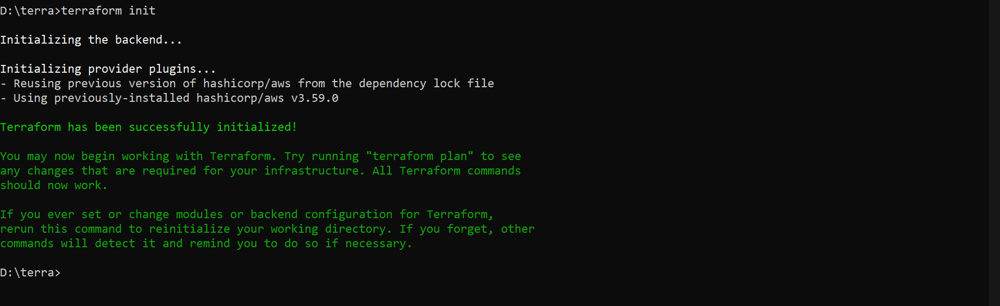 D:\terra>terraform init
Initializing the backend...
Initializing provider plugins...
- Reusing previous version of hashicorp/aws from the dependency lock file
- Using previously-installed hashicorp/aws v3.59.0
Terraform has been successfully initialized!
You may now begin working with Terraform. Try running "terraform plan" to see
any changes that are required for your infrastructure. All Terraform commands
should now work.
If you ever set or change modules or backend configuration for Terraform,
rerun this command to reinitialize your working directory. If you forget, other
commands will detect it and remind you to do so if necessary.
D:\terra>